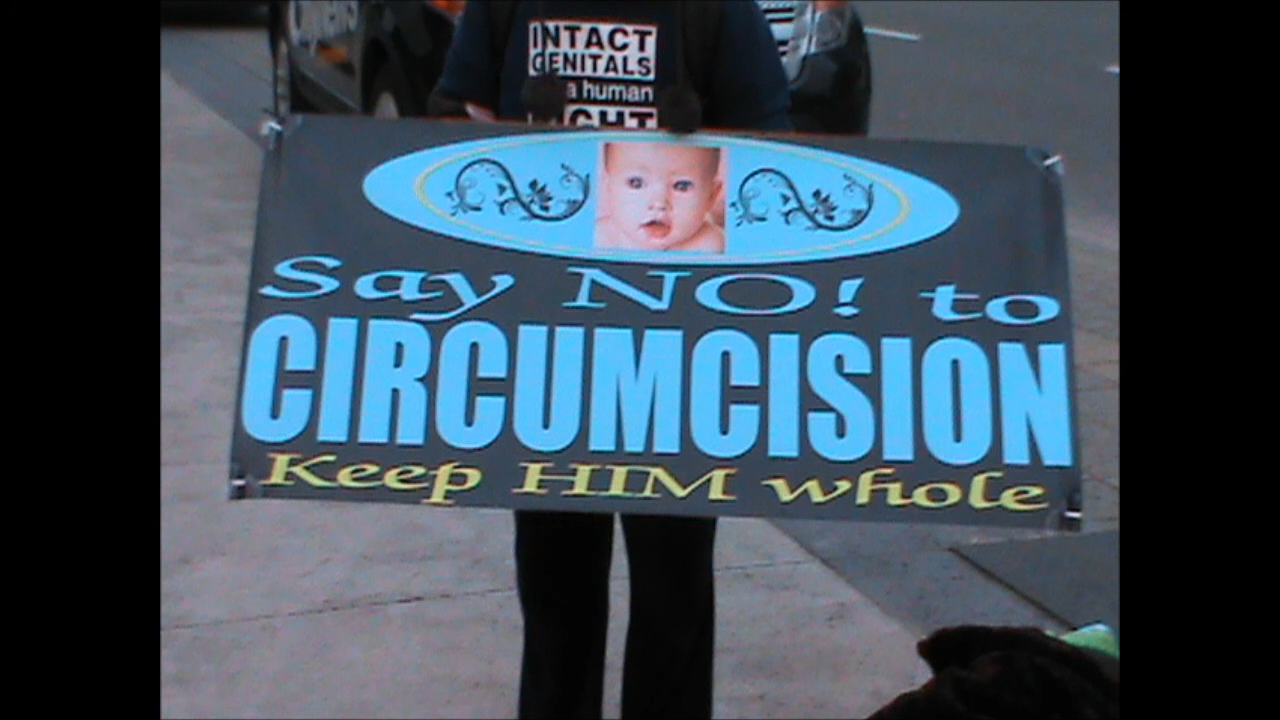 INTACT
GENITALS
a human
Say NO! to
CIRCUMCISION
Keep HIM whole